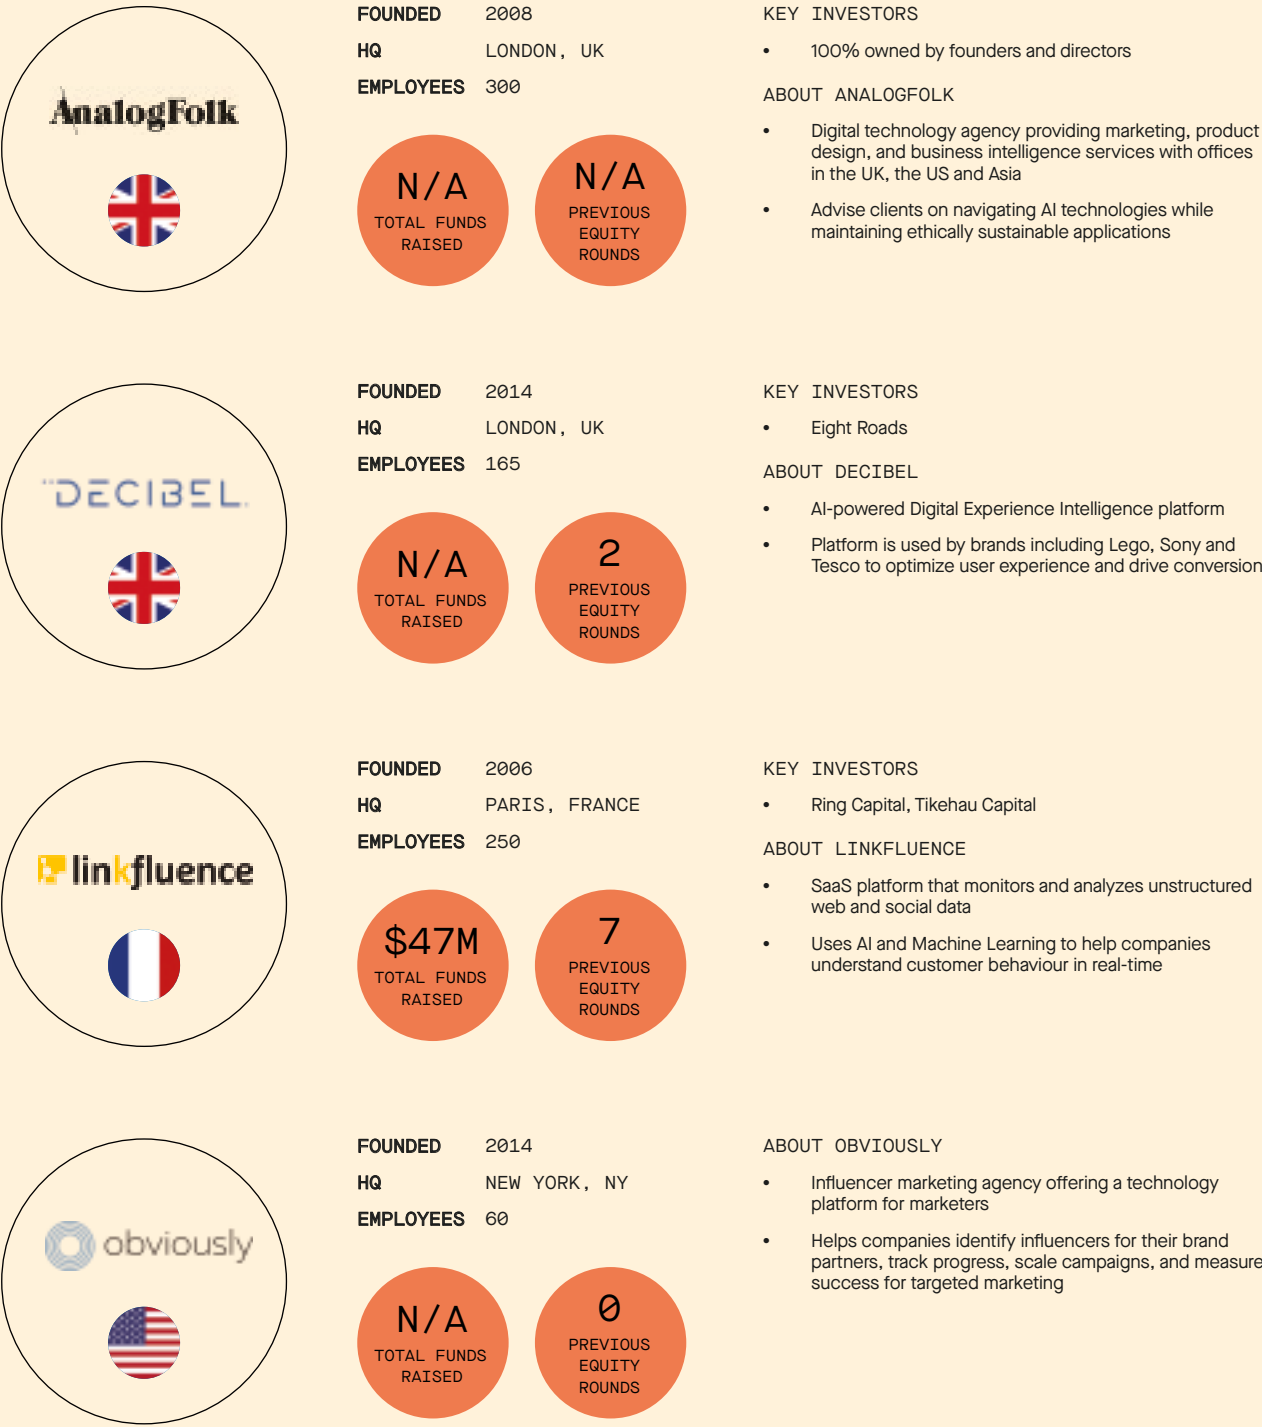 AnalogFolk
FOUNDED 2008
HQ LONDON, UK
EMPLOYEES 300
N/A
TOTAL FUNDS
RAISED
N/A
PREVIOUS
EQUITY
ROUNDS
KEY INVESTORS
• 100% owned by founders and directors
ABOUT ANALOGFOLK
• Digital technology agency providing marketing, product
design, and business intelligence services with offices
in the UK, the US and Asia
• Advise clients on navigating AI technologies while
maintaining ethically sustainable applications
DECIBEL.
FOUNDED 2014
HQ LONDON, UK
EMPLOYEES 165
N/A
TOTAL FUNDS
RAISED
2
PREVIOUS
EQUITY
ROUNDS
KEY INVESTORS
• Eight Roads
ABOUT DECIBEL
• AI-powered Digital Experience Intelligence platform
• Platform is used by brands including Lego, Sony and
Tesco to optimize user experience and drive conversion
linkfluence
FOUNDED 2006
HQ PARIS, FRANCE
EMPLOYEES 250
$47M
TOTAL FUNDS
RAISED
7
PREVIOUS
EQUITY
ROUNDS
KEY INVESTORS
• Ring Capital, Tikehau Capital
ABOUT LINKFLUENCE
• SaaS platform that monitors and analyzes unstructured
web and social data
• Uses AI and Machine Learning to help companies
understand customer behaviour in real-time
obviously
FOUNDED 2014
HQ NEW YORK, NY
EMPLOYEES 60
N/A
TOTAL FUNDS
RAISED
0
PREVIOUS
EQUITY
ROUNDS
ABOUT OBVIOUSLY
• Influencer marketing agency offering a technology
platform for marketers
• Helps companies identify influencers for their brand
partners, track progress, scale campaigns, and measure
success for targeted marketing